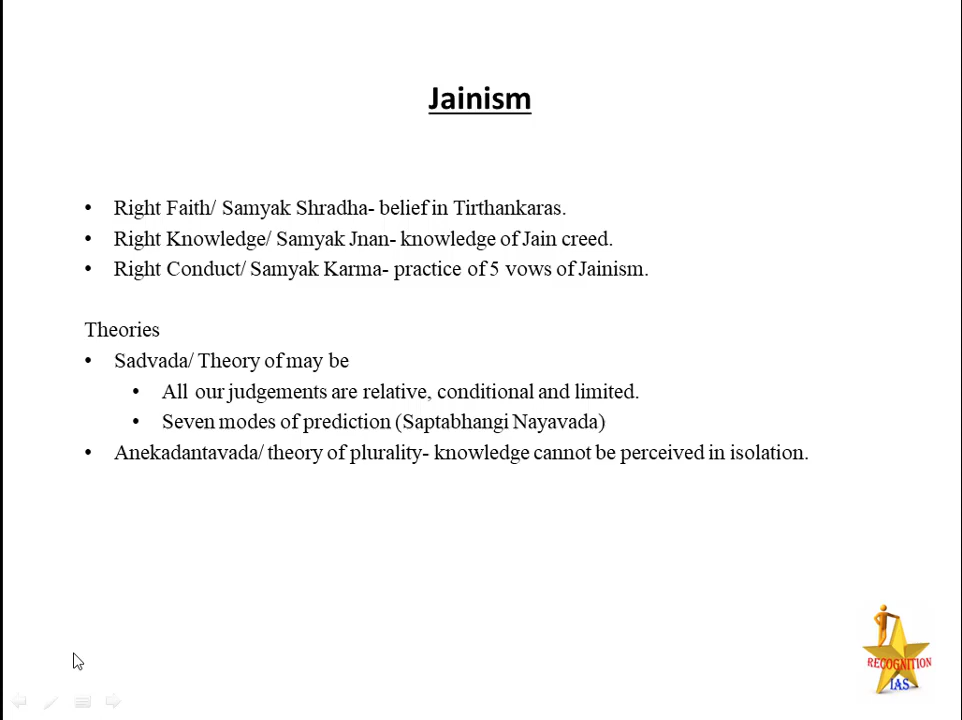 Jainism
• Right Faith/ Samyak Shradha- belief in Tirthankaras.
• Right Knowledge/ Samyak Jnan- knowledge of Jain creed.
• Right Conduct/ Samyak Karma- practice of 5 vows of Jainism.
Theories
• Sadvada/ Theory of may be
• All our judgements are relative, conditional and limited.
• Seven modes of prediction (Saptabhangi Nayavada)
• Anekadantavada/ theory of plurality- knowledge cannot be perceived in isolation.
RECOGNITION
IAS